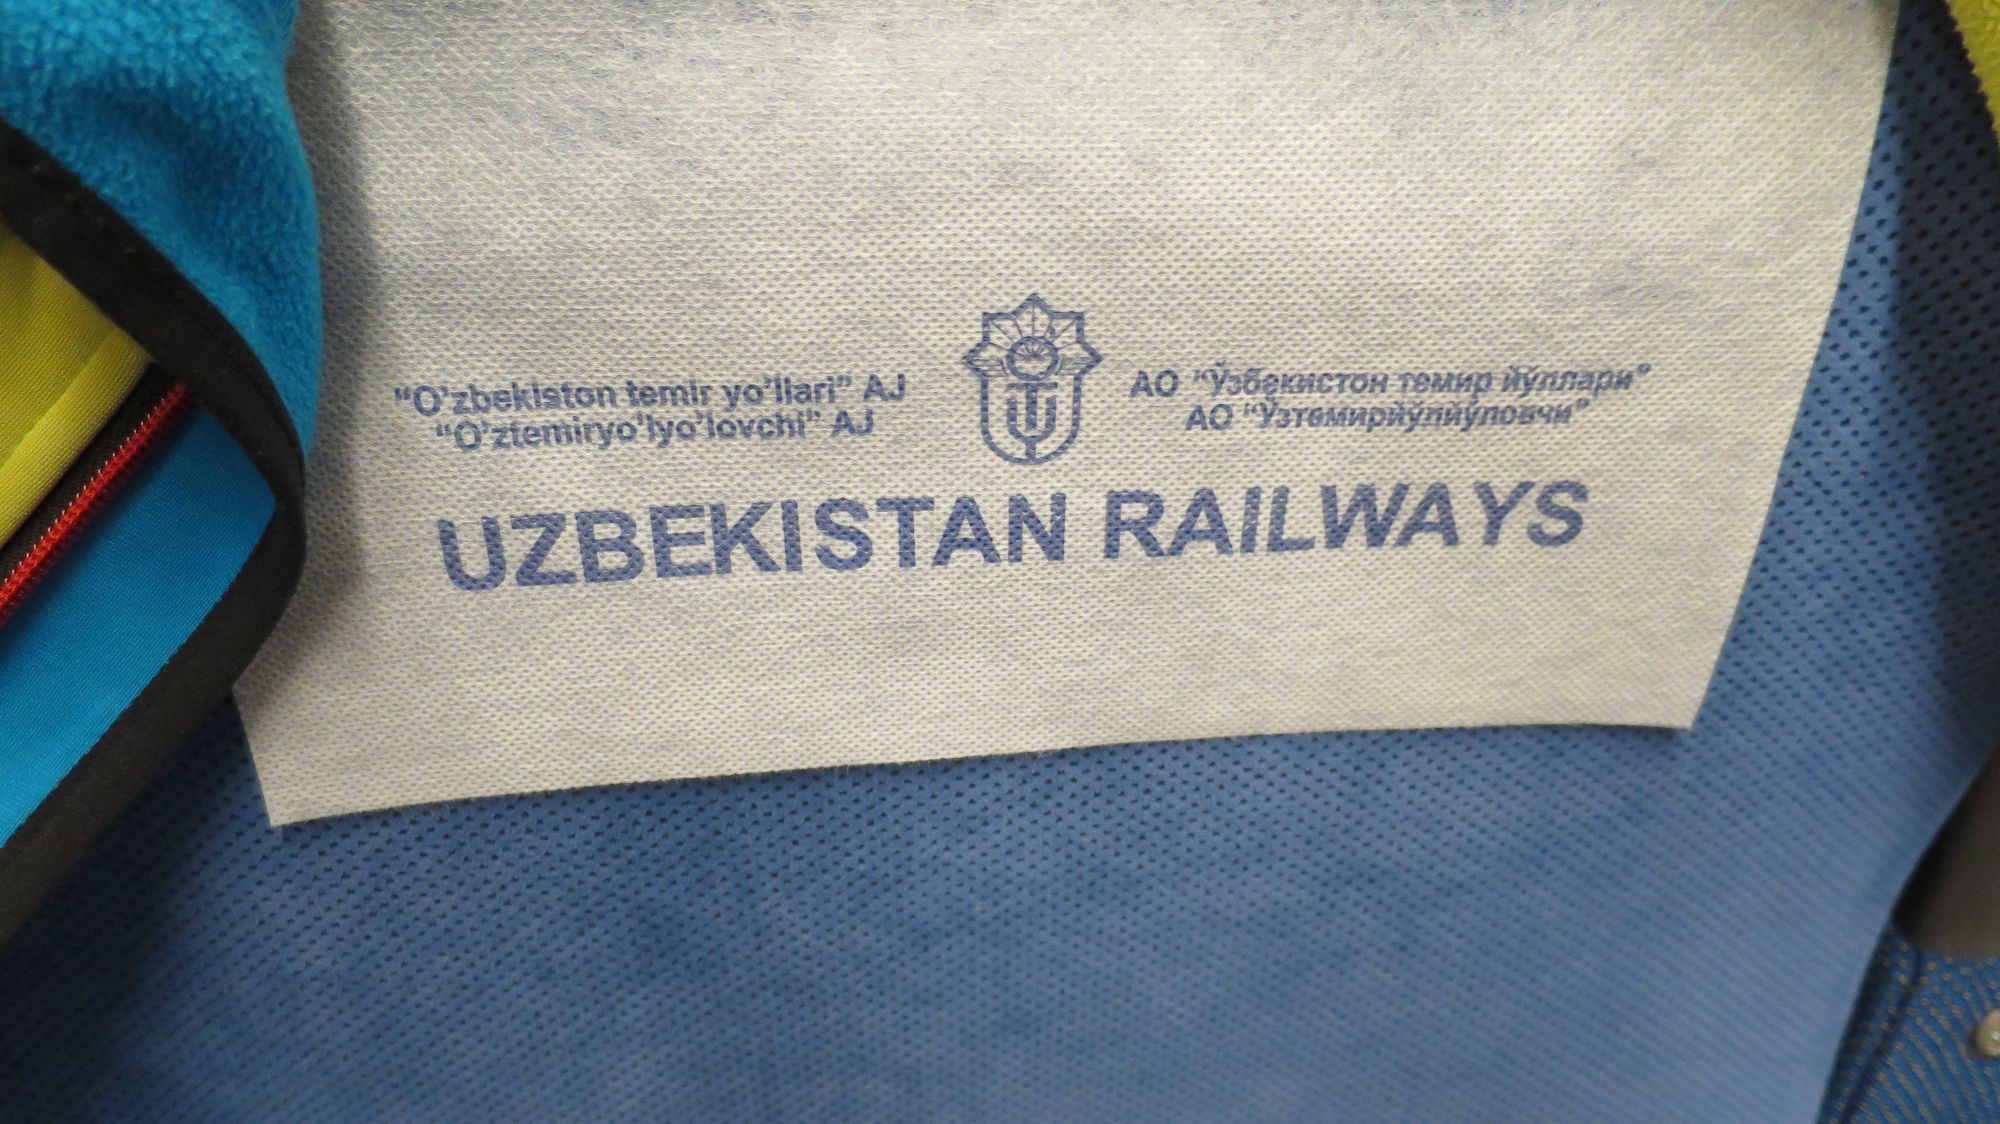 “O’zbekiston temir yo’llari” AJ
“O’ztemiryo’lyo’lovchi” AJ
АО “Ўзбекистон темир йўллари”
АО “Ўзтемирйўлйўловчи”
UZBEKISTAN RAILWAYS